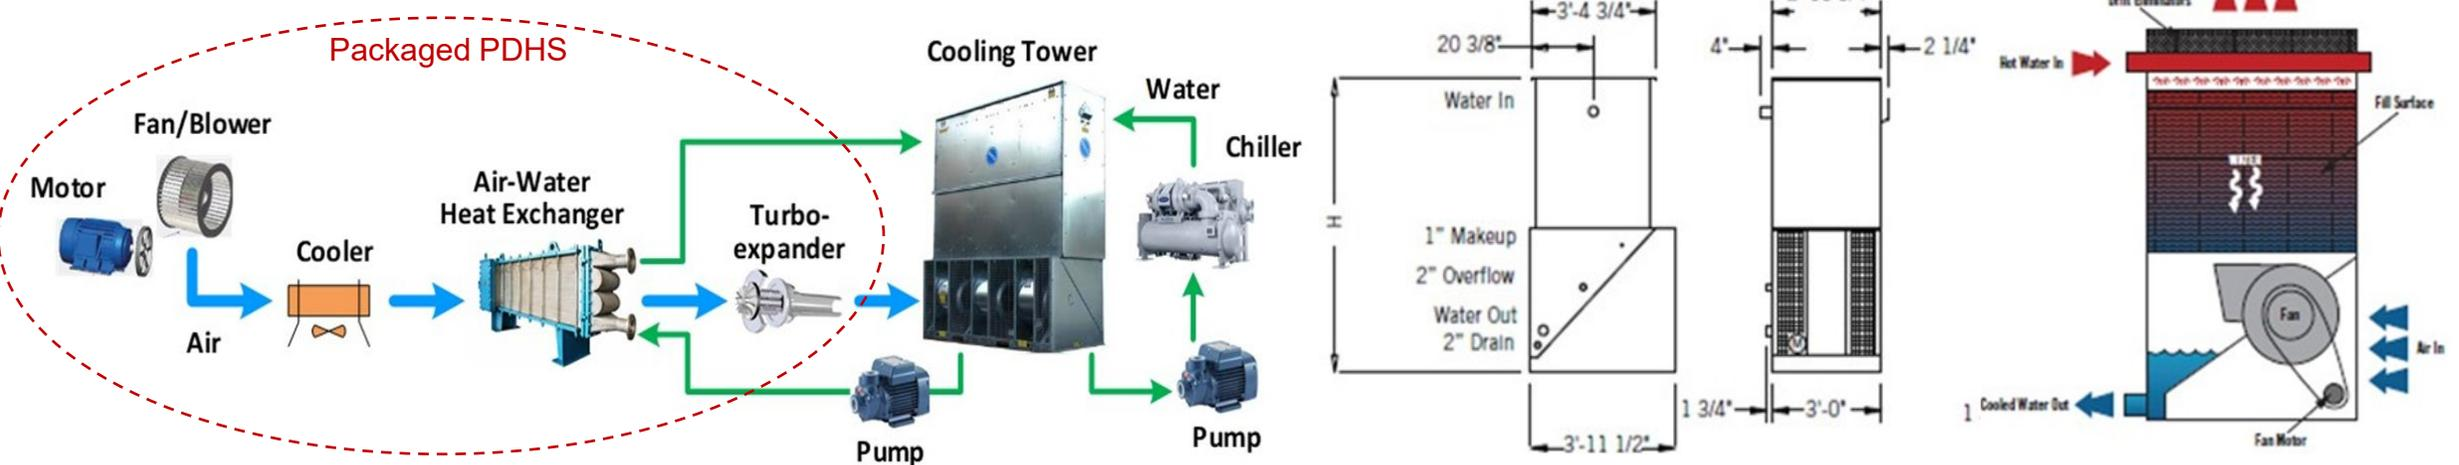 Packaged PDHS
Fan/Blower
Motor
Air
Cooler
Air-Water
Heat Exchanger
Turbo-
expander
Cooling Tower
Water
Chiller
Pump
Pump
3'-4 3/4"
20 3/8"
Water In
H
1" Makeup
2" Overflow
Water Out
2" Drain
3'-11 1/2"
4"
2 1/4"
M
1 3/4"
3'-0"
Drift Eliminators
Hot Water In
Fill Surface
Fan
Air In
1
Cooled Water Out
Fan Motor